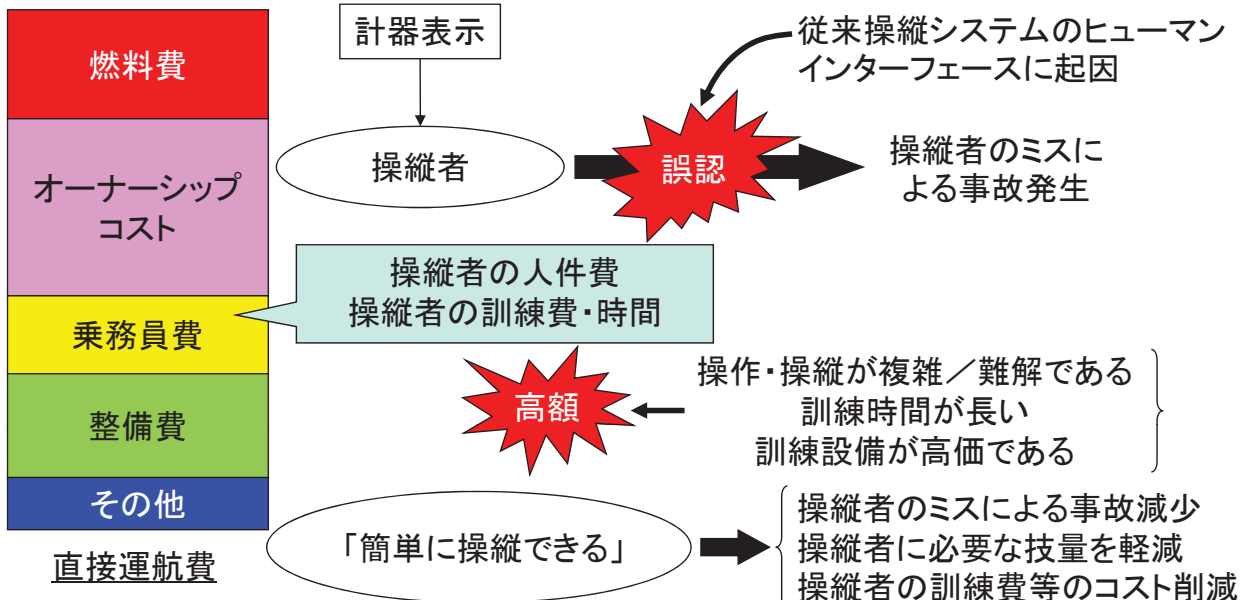 燃料費
オーナーシップ
コスト
乗務員費
整備費
その他
直接運航費
計器表示
操縦者
誤認
従来操縦システムのヒューマン
インターフェースに起因
操縦者のミスに
よる事故発生
操縦者の人件費
操縦者の訓練費・時間
高額
操作・操縦が複雑／難解である
訓練時間が長い
訓練設備が高価である
「簡単に操縦できる」
操縦者のミスによる事故減少
操縦者に必要な技量を軽減
操縦者の訓練費等のコスト削減